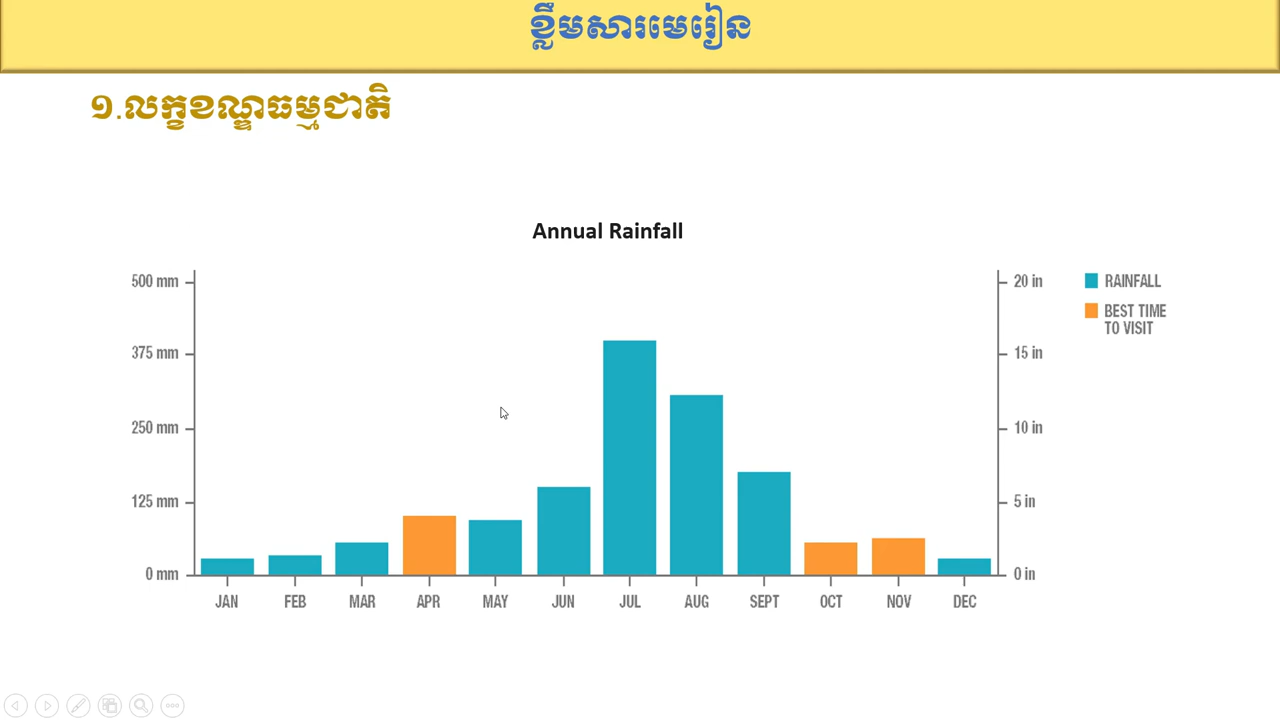 ខ្លឹមសារមេរៀន
១.លក្ខខណ្ឌធម្មជាតិ
Annual Rainfall
500 mm
375 mm
250 mm
125 mm
0 mm
20 in
15 in
10 in
5 in
0 in
RAINFALL
BEST TIME
TO VISIT
JAN FEB MAR APR MAY JUN JUL AUG SEPT OCT NOV DEC